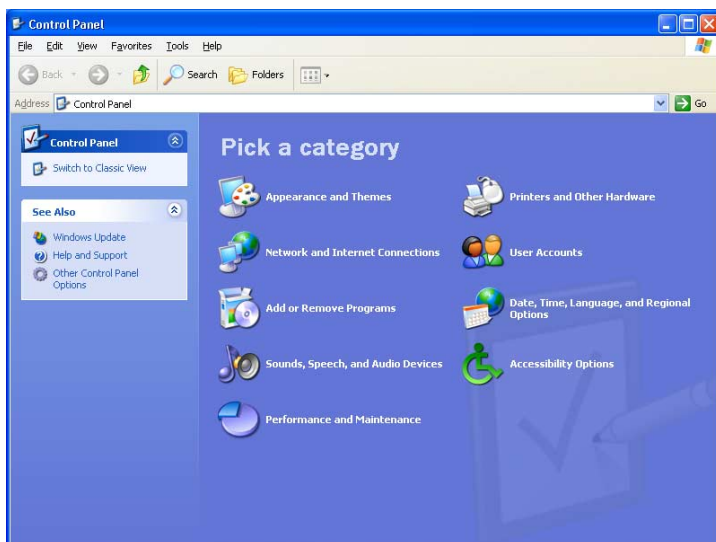 Control Panel
File Edit View Favorites Tools Help
Back Search Folders
Address Control Panel Go
Control Panel
Switch to Classic View
See Also
Windows Update
Help and Support
Other Control Panel
Options
Pick a category
Appearance and Themes
Printers and Other Hardware
Network and Internet Connections
User Accounts
Add or Remove Programs
Date, Time, Language, and Regional
Options
Sounds, Speech, and Audio Devices
Accessibility Options
Performance and Maintenance